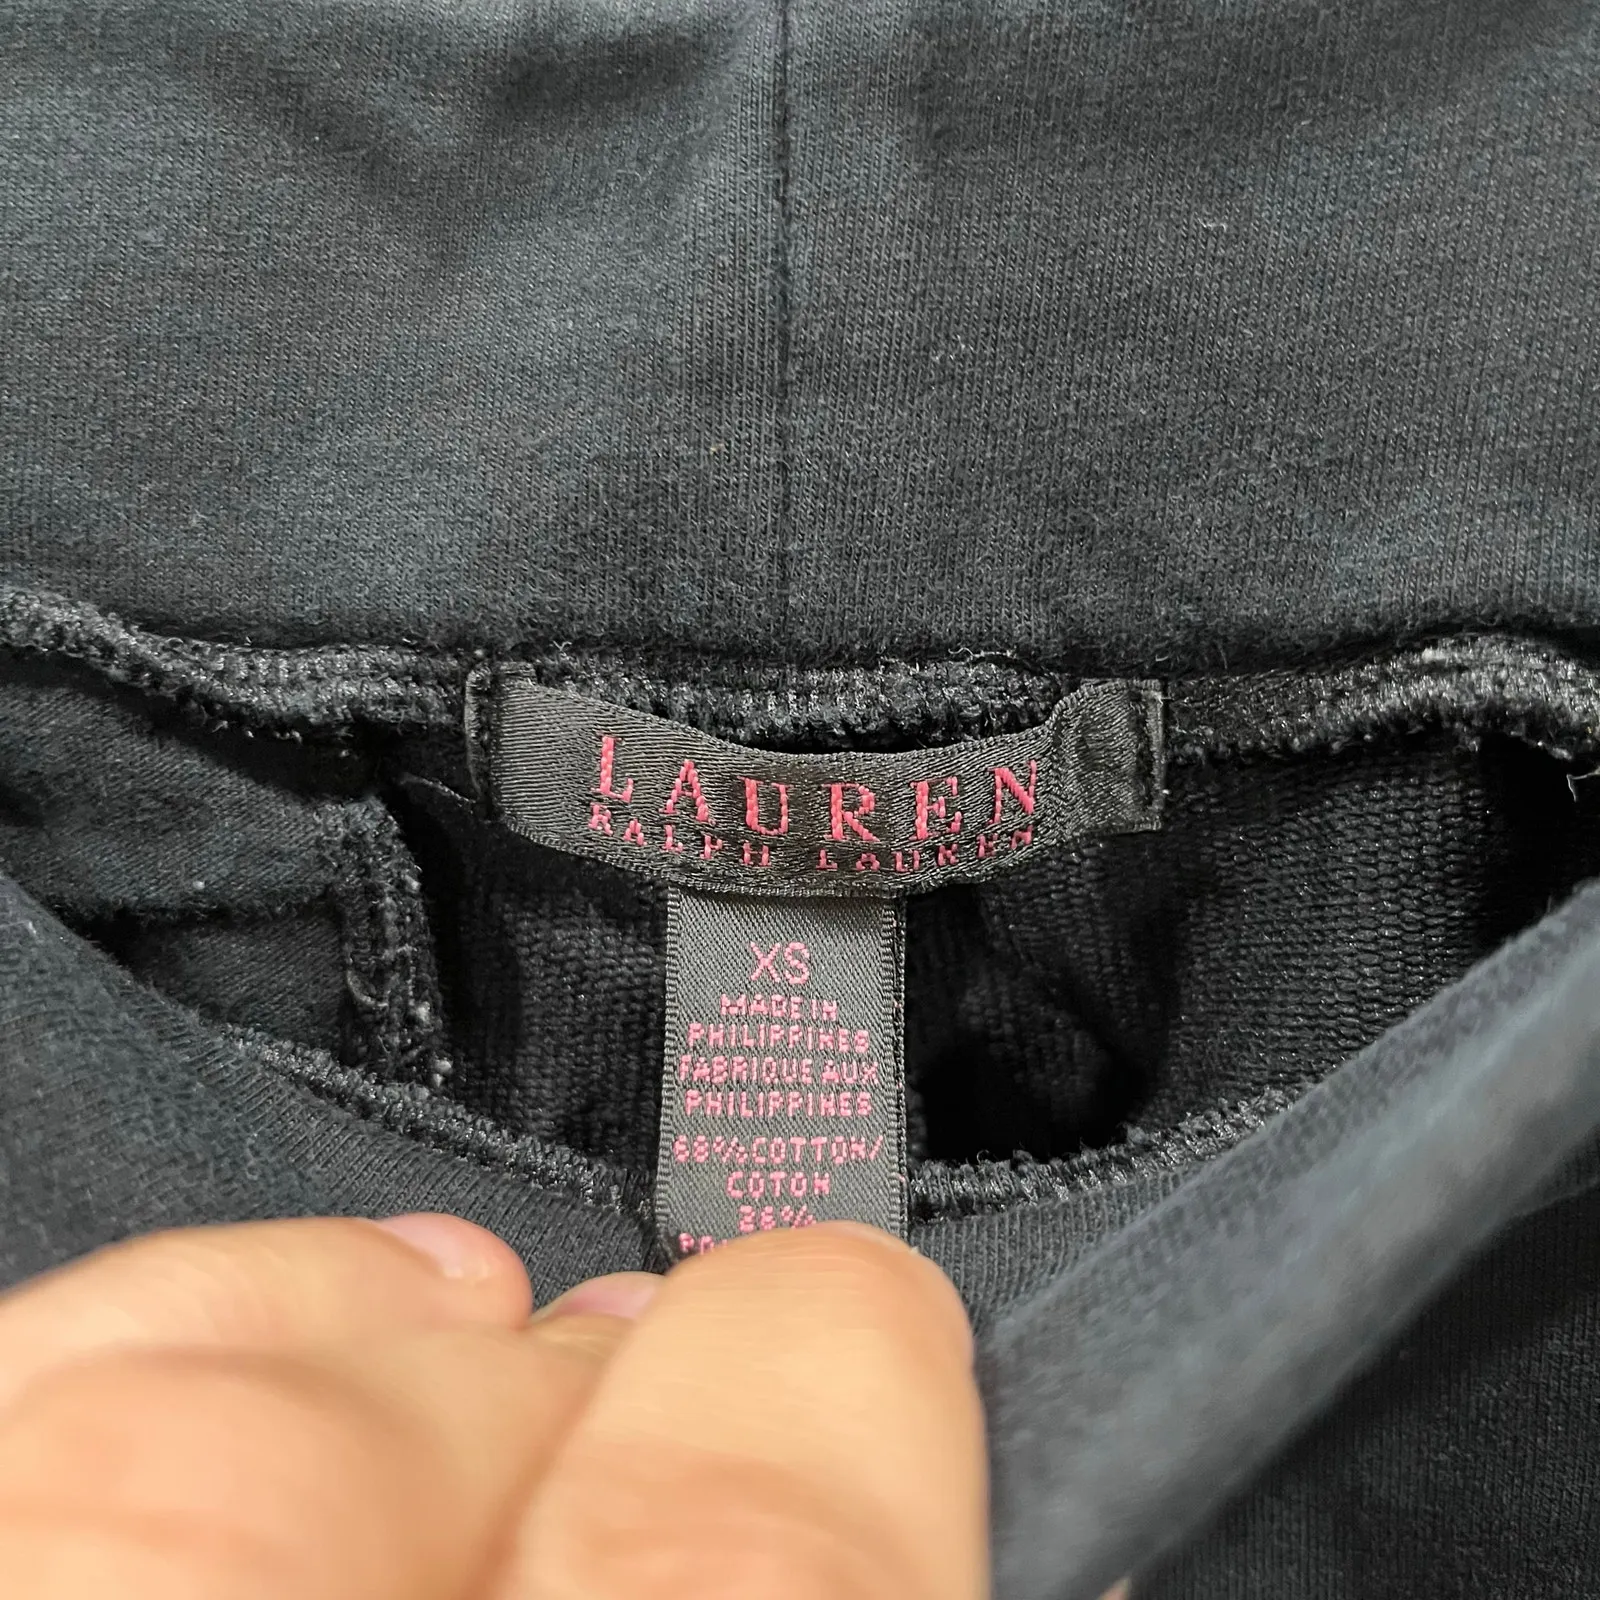 LAUREN
RALPH LAUREN
XS
MADE IN
PHILIPPINES
FABRIQUE AUX
PHILIPPINES
COTTON/
COTON